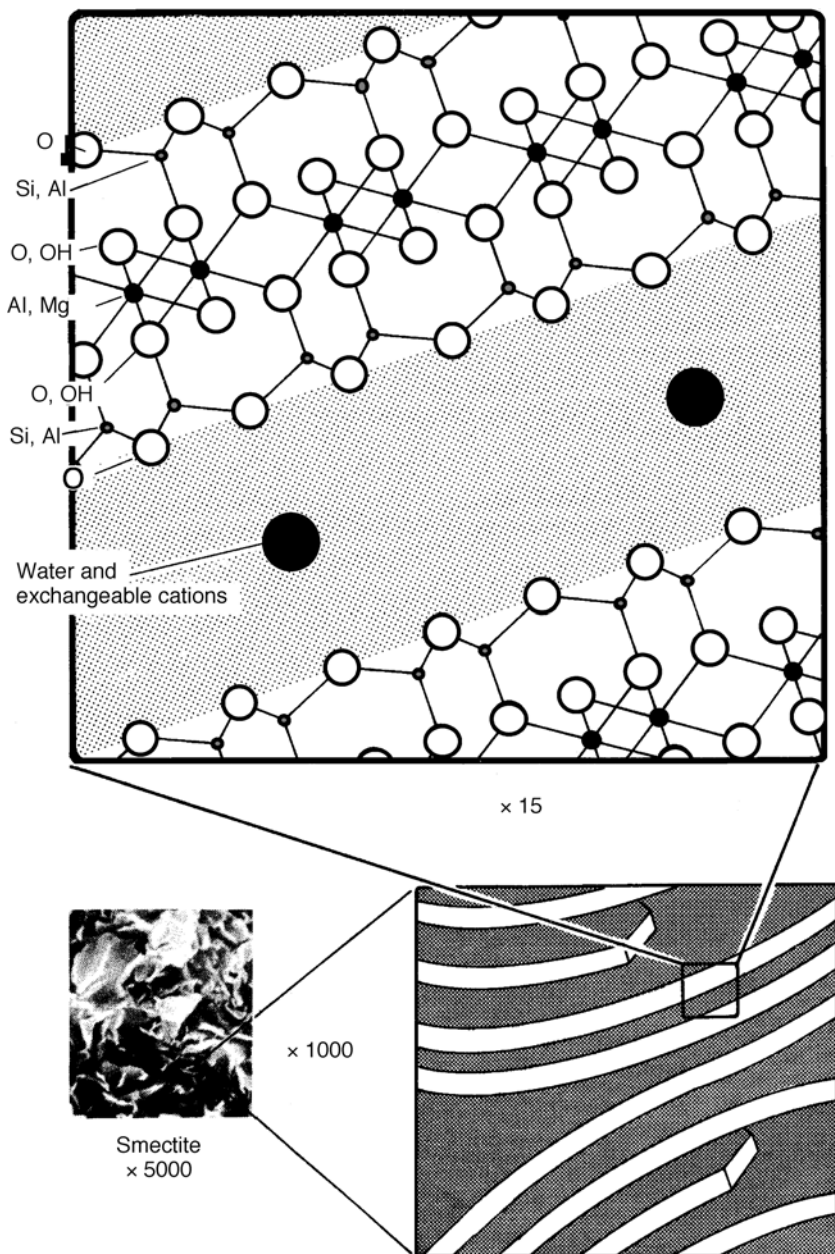 O
Si, Al
O, OH
Al, Mg
O, OH
Si, Al
O
Water and
exchangeable cations
× 15
× 1000
Smectite
× 5000